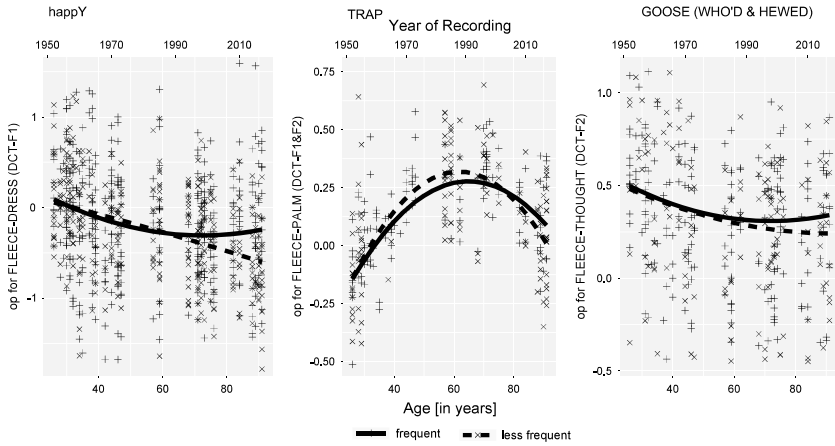 happY
TRAP
GOOSE (WHO'D & HEWED)
Year of Recording
1950 1970 1990 2010
1950 1970 1990 2010
1950 1970 1990 2010
op for FLEECE-DRESS (DCT-F1)
1
0
-1
op for FLEECE-PALM (DCT-F1&F2)
0.75
0.50
0.25
0.00
-0.25
-0.50
op for FLEECE-THOUGHT (DCT-F2)
1.0
0.5
0.0
-0.5
40 60 80
40 60 80
40 60 80
Age [in years]
frequent less frequent